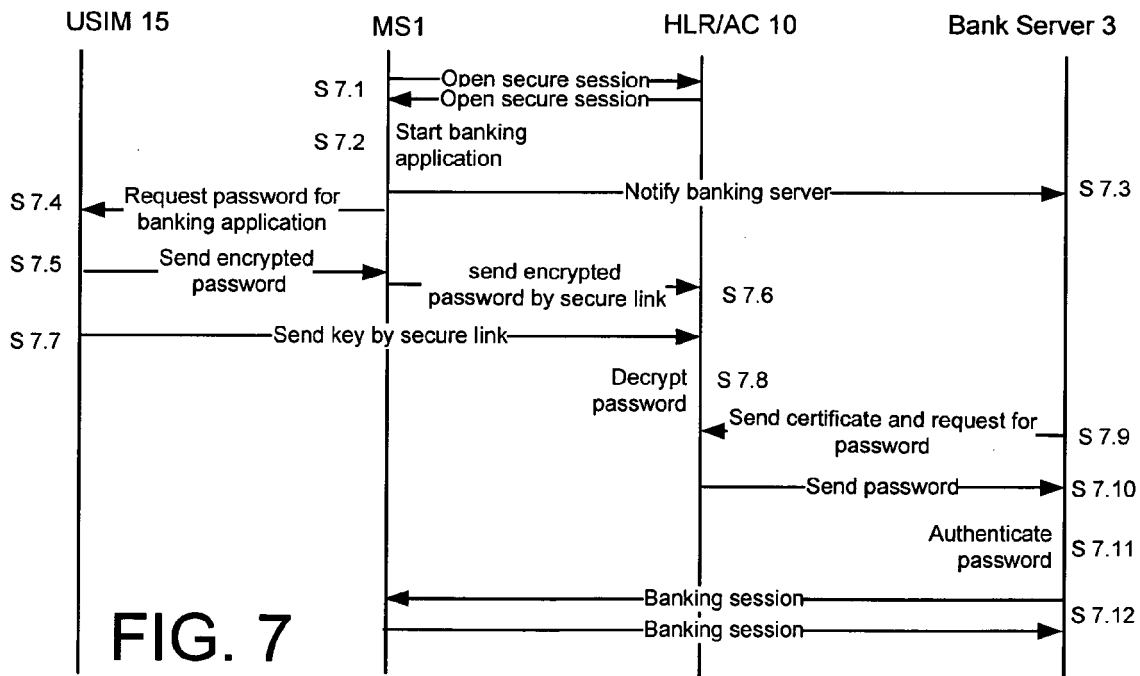 USIM 15
MS1
HLR/AC 10
Bank Server 3
S 7.1
Open secure session
Open secure session
S 7.2
Start banking
application
Notify banking server
S 7.3
S 7.4
Request password for
banking application
S 7.5
Send encrypted
password
send encrypted
password by secure link
S 7.6
S 7.7
Send key by secure link
Decrypt
password
S 7.8
Send certificate and request for
password
S 7.9
Send password
S 7.10
Authenticate
password
S 7.11
Banking session
Banking session
S 7.12
FIG. 7